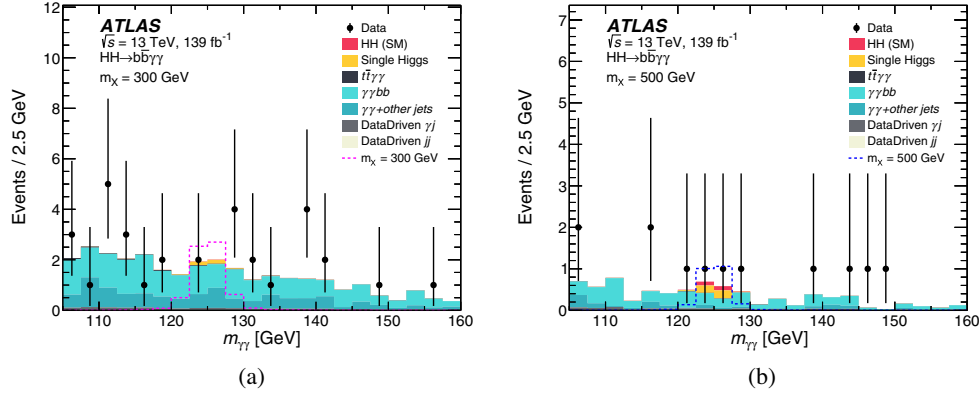 ATLAS
√s = 13 TeV, 139 fb⁻¹
HH→bb̅γγ
m_X = 300 GeV
Data
HH (SM)
Single Higgs
tt̅γγ
γγbb
γγ+other jets
DataDriven γj
DataDriven jj
m_X = 300 GeV
Events / 2.5 GeV
12
10
8
6
4
2
0
110 120 130 140 150 160
m_γγ [GeV]
(a)
ATLAS
√s = 13 TeV, 139 fb⁻¹
HH→bb̅γγ
m_X = 500 GeV
Data
HH (SM)
Single Higgs
tt̅γγ
γγbb
γγ+other jets
DataDriven γj
DataDriven jj
m_X = 500 GeV
Events / 2.5 GeV
7
6
5
4
3
2
1
0
110 120 130 140 150 160
m_γγ [GeV]
(b)